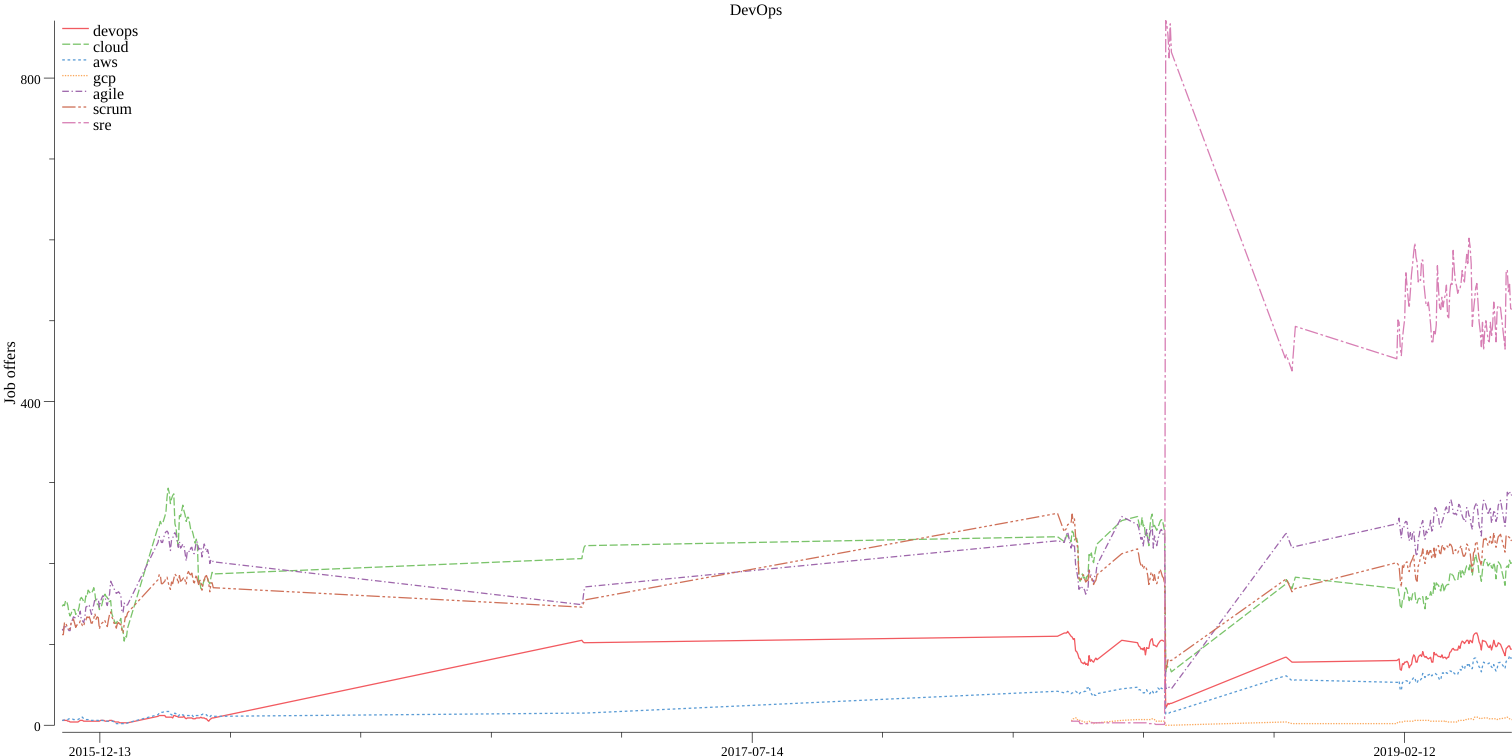 DevOps
devops
cloud
aws
gcp
agile
scrum
sre
800
400
0
Job offers
2015-12-13
2017-07-14
2019-02-12